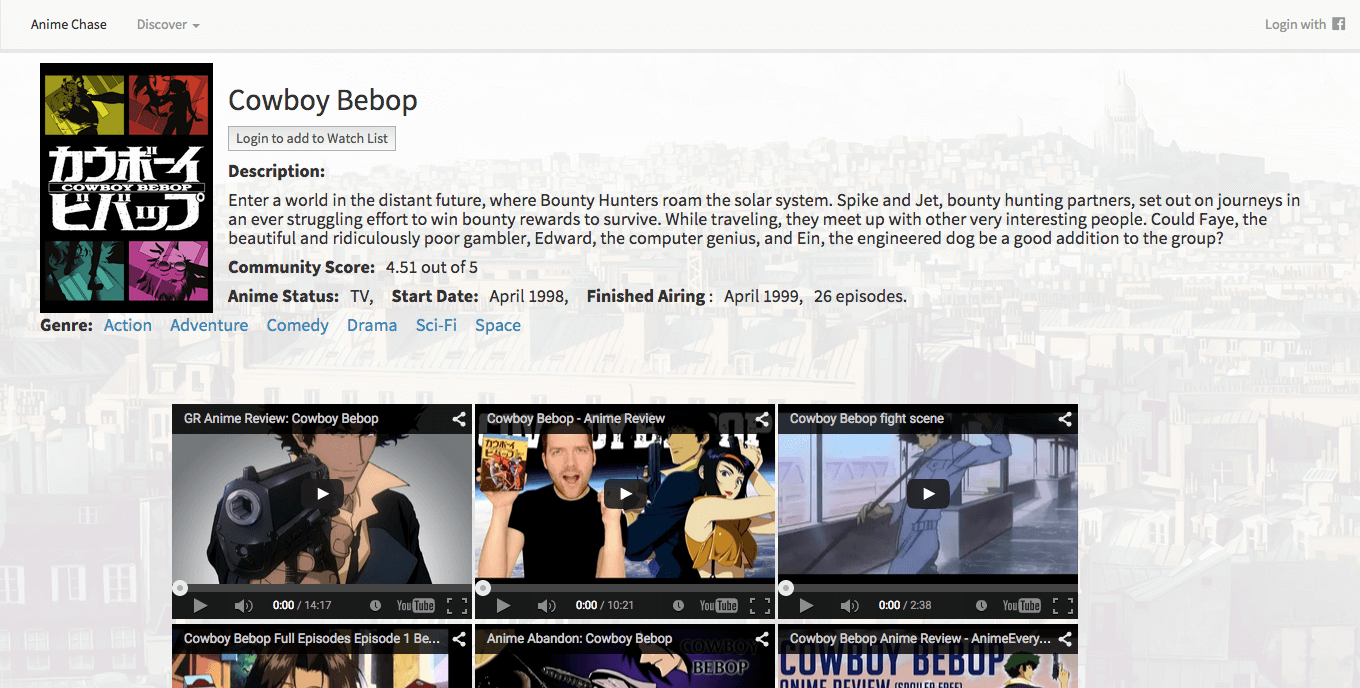 Anime Chase
Discover
Login with
カウボーイ
COWBOY BEBOP
ビバップ
Cowboy Bebop
Login to add to Watch List
Description:
Enter a world in the distant future, where Bounty Hunters roam the solar system. Spike and Jet, bounty hunting partners, set out on journeys in
an ever struggling effort to win bounty rewards to survive. While traveling, they meet up with other very interesting people. Could Faye, the
beautiful and ridiculously poor gambler, Edward, the computer genius, and Ein, the engineered dog be a good addition to the group?
Community Score: 4.51 out of 5
Anime Status: TV, Start Date: April 1998, Finished Airing : April 1999, 26 episodes.
Genre: Action Adventure Comedy Drama Sci-Fi Space
GR Anime Review: Cowboy Bebop
0:00 / 14:17
YouTube
Cowboy Bebop - Anime Review
カウボーイ
ビバップ
0:00 / 10:21
YouTube
Cowboy Bebop fight scene
0:00 / 2:38
YouTube
Cowboy Bebop Full Episodes Episode 1 Be...
Anime Abandon: Cowboy Bebop
COWBOY
BEBOP
Cowboy Bebop Anime Review - AnimeEvery...
COWBOY BEBOP
ANIME REVIEW (SPOILER FREE)